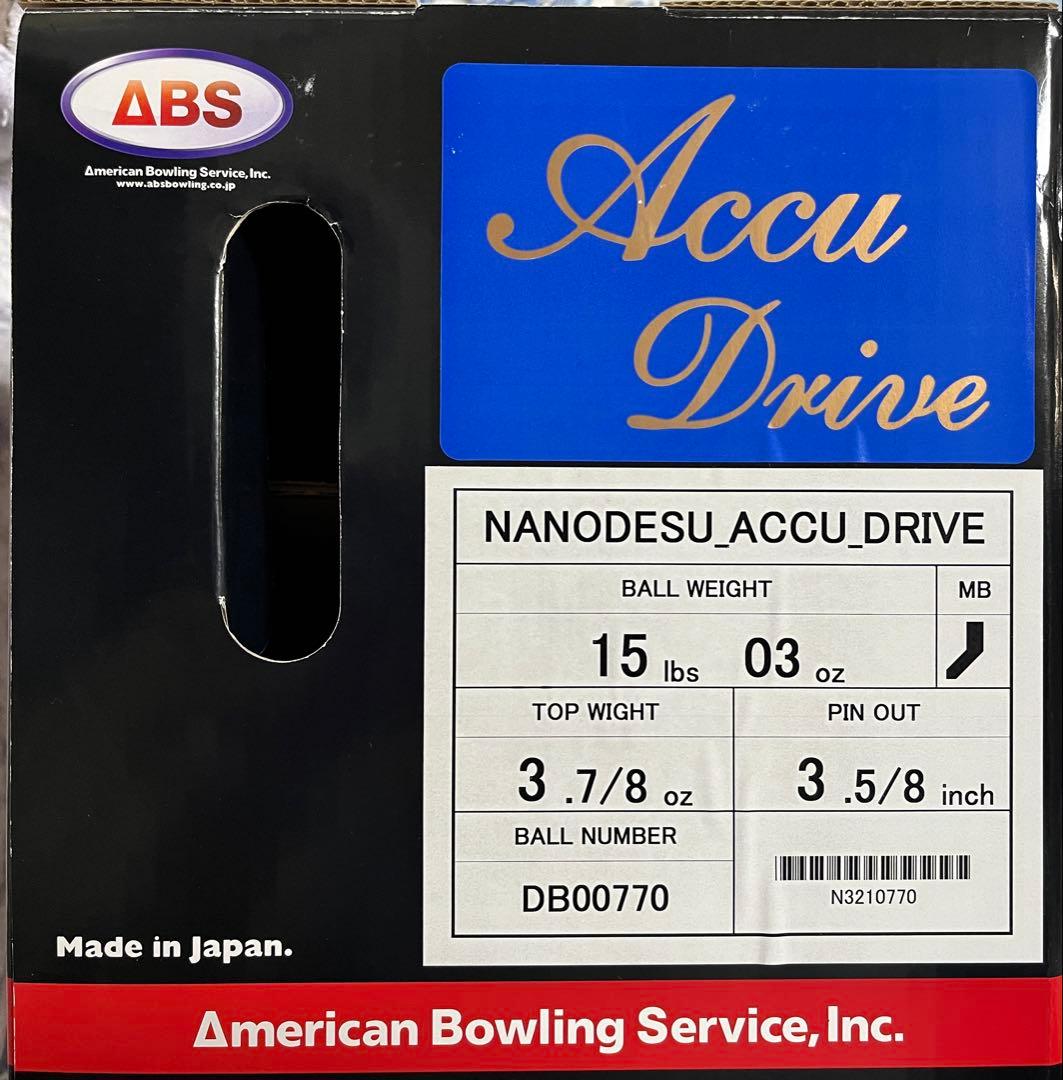 ABS
American Bowling Service, Inc.
www.absbowling.co.jp
Accu
Drive
NANODESU_ACCU_DRIVE
BALL WEIGHT MB
15 lbs 03 oz
TOP WIGHT PIN OUT
3 .7/8 oz 3 .5/8 inch
BALL NUMBER
DB00770
N3210770
Made in Japan.
American Bowling Service, Inc.